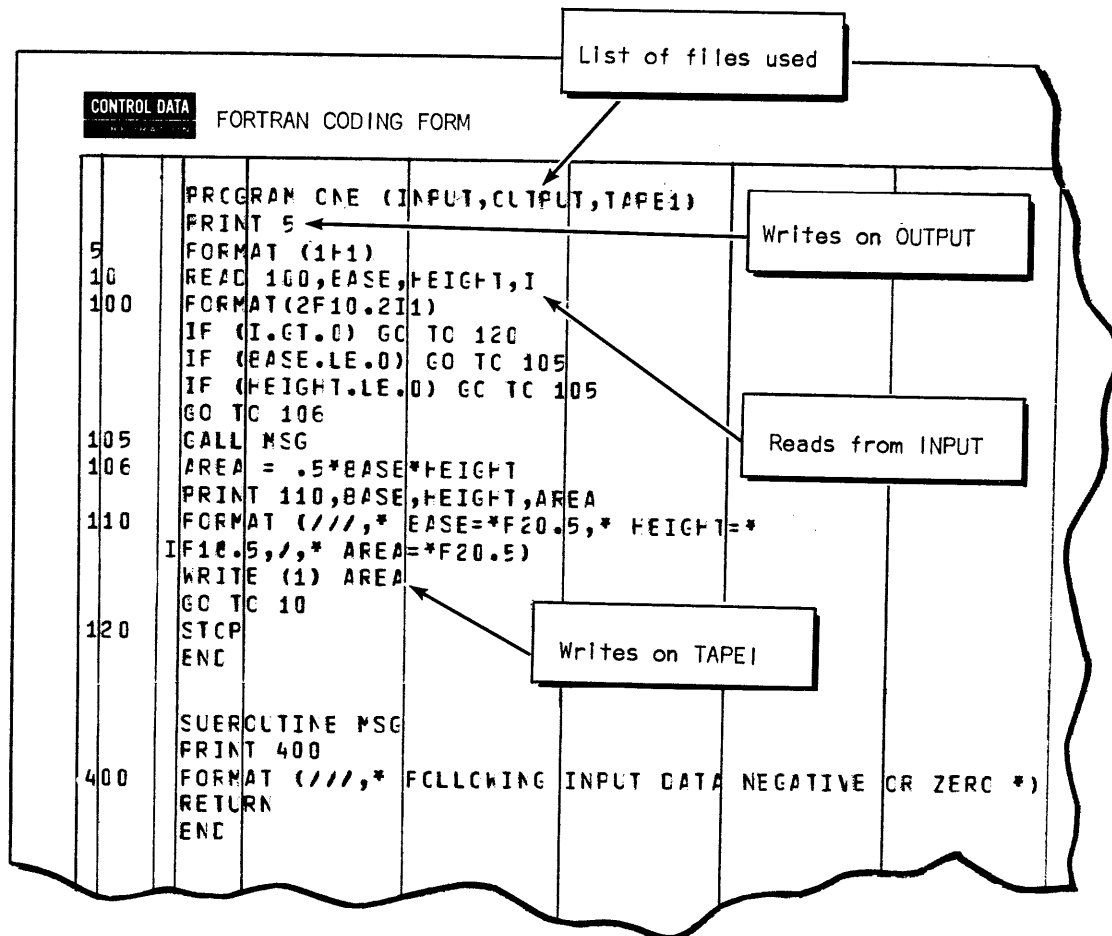 List of files used
CONTROL DATA
FORTRAN CODING FORM
PROGRAM ONE (INPUT,OUTPUT,TAPE1)
PRINT 5
Writes on OUTPUT
5 FORMAT (1H1)
10 READ 100,BASE,HEIGHT,I
100 FORMAT(2F10.2I1)
IF (I.GT.0) GO TO 120
IF (BASE.LE.0) GO TO 105
IF (HEIGHT.LE.0) GO TO 105
GO TO 106
Reads from INPUT
105 CALL MSG
106 AREA = .5*BASE*HEIGHT
PRINT 110,BASE,HEIGHT,AREA
110 FORMAT (///,* BASE=*F20.5,* HEIGHT=*
IF10.5,/,* AREA=*F20.5)
WRITE (1) AREA
GO TO 10
120 STOP
END
Writes on TAPE1
SUBROUTINE MSG
PRINT 400
400 FORMAT (///,* FOLLOWING INPUT DATA NEGATIVE OR ZERO *)
RETURN
END